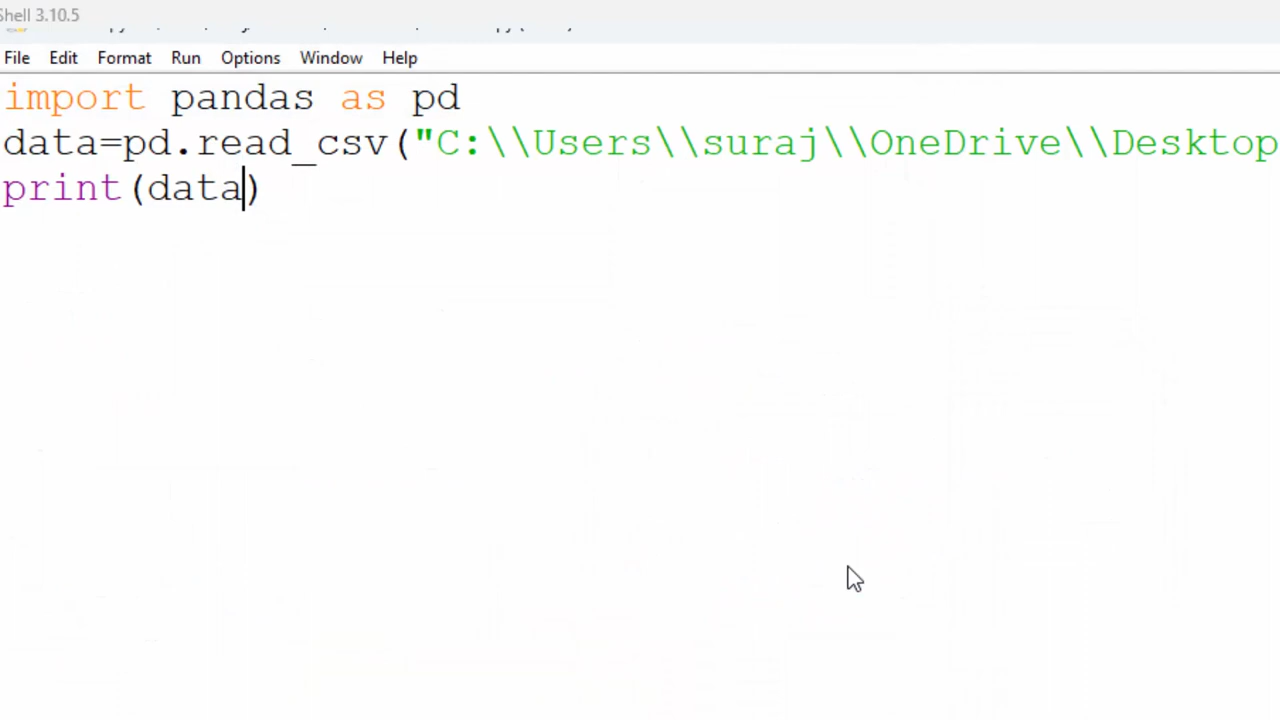 Shell 3.10.5
File Edit Format Run Options Window Help
import pandas as pd
data=pd.read_csv("C:\\Users\\suraj\\OneDrive\\Desktop
print(data)